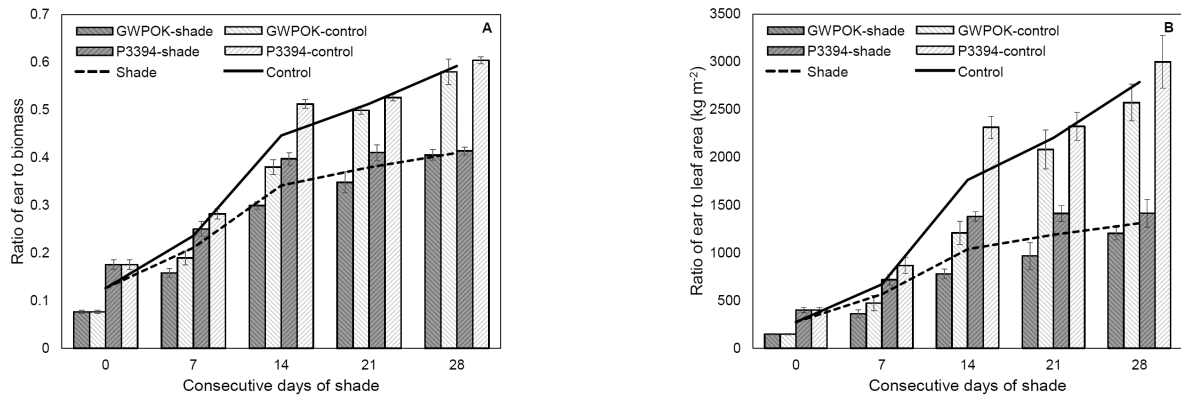 A
GWPOK-shade GWPOK-control
P3394-shade P3394-control
Shade Control
Ratio of ear to biomass
0.7
0.6
0.5
0.4
0.3
0.2
0.1
0
0 7 14 21 28
Consecutive days of shade
B
GWPOK-shade GWPOK-control
P3394-shade P3394-control
Shade Control
Ratio of ear to leaf area (kg m-2)
3500
3000
2500
2000
1500
1000
500
0
0 7 14 21 28
Consecutive days of shade